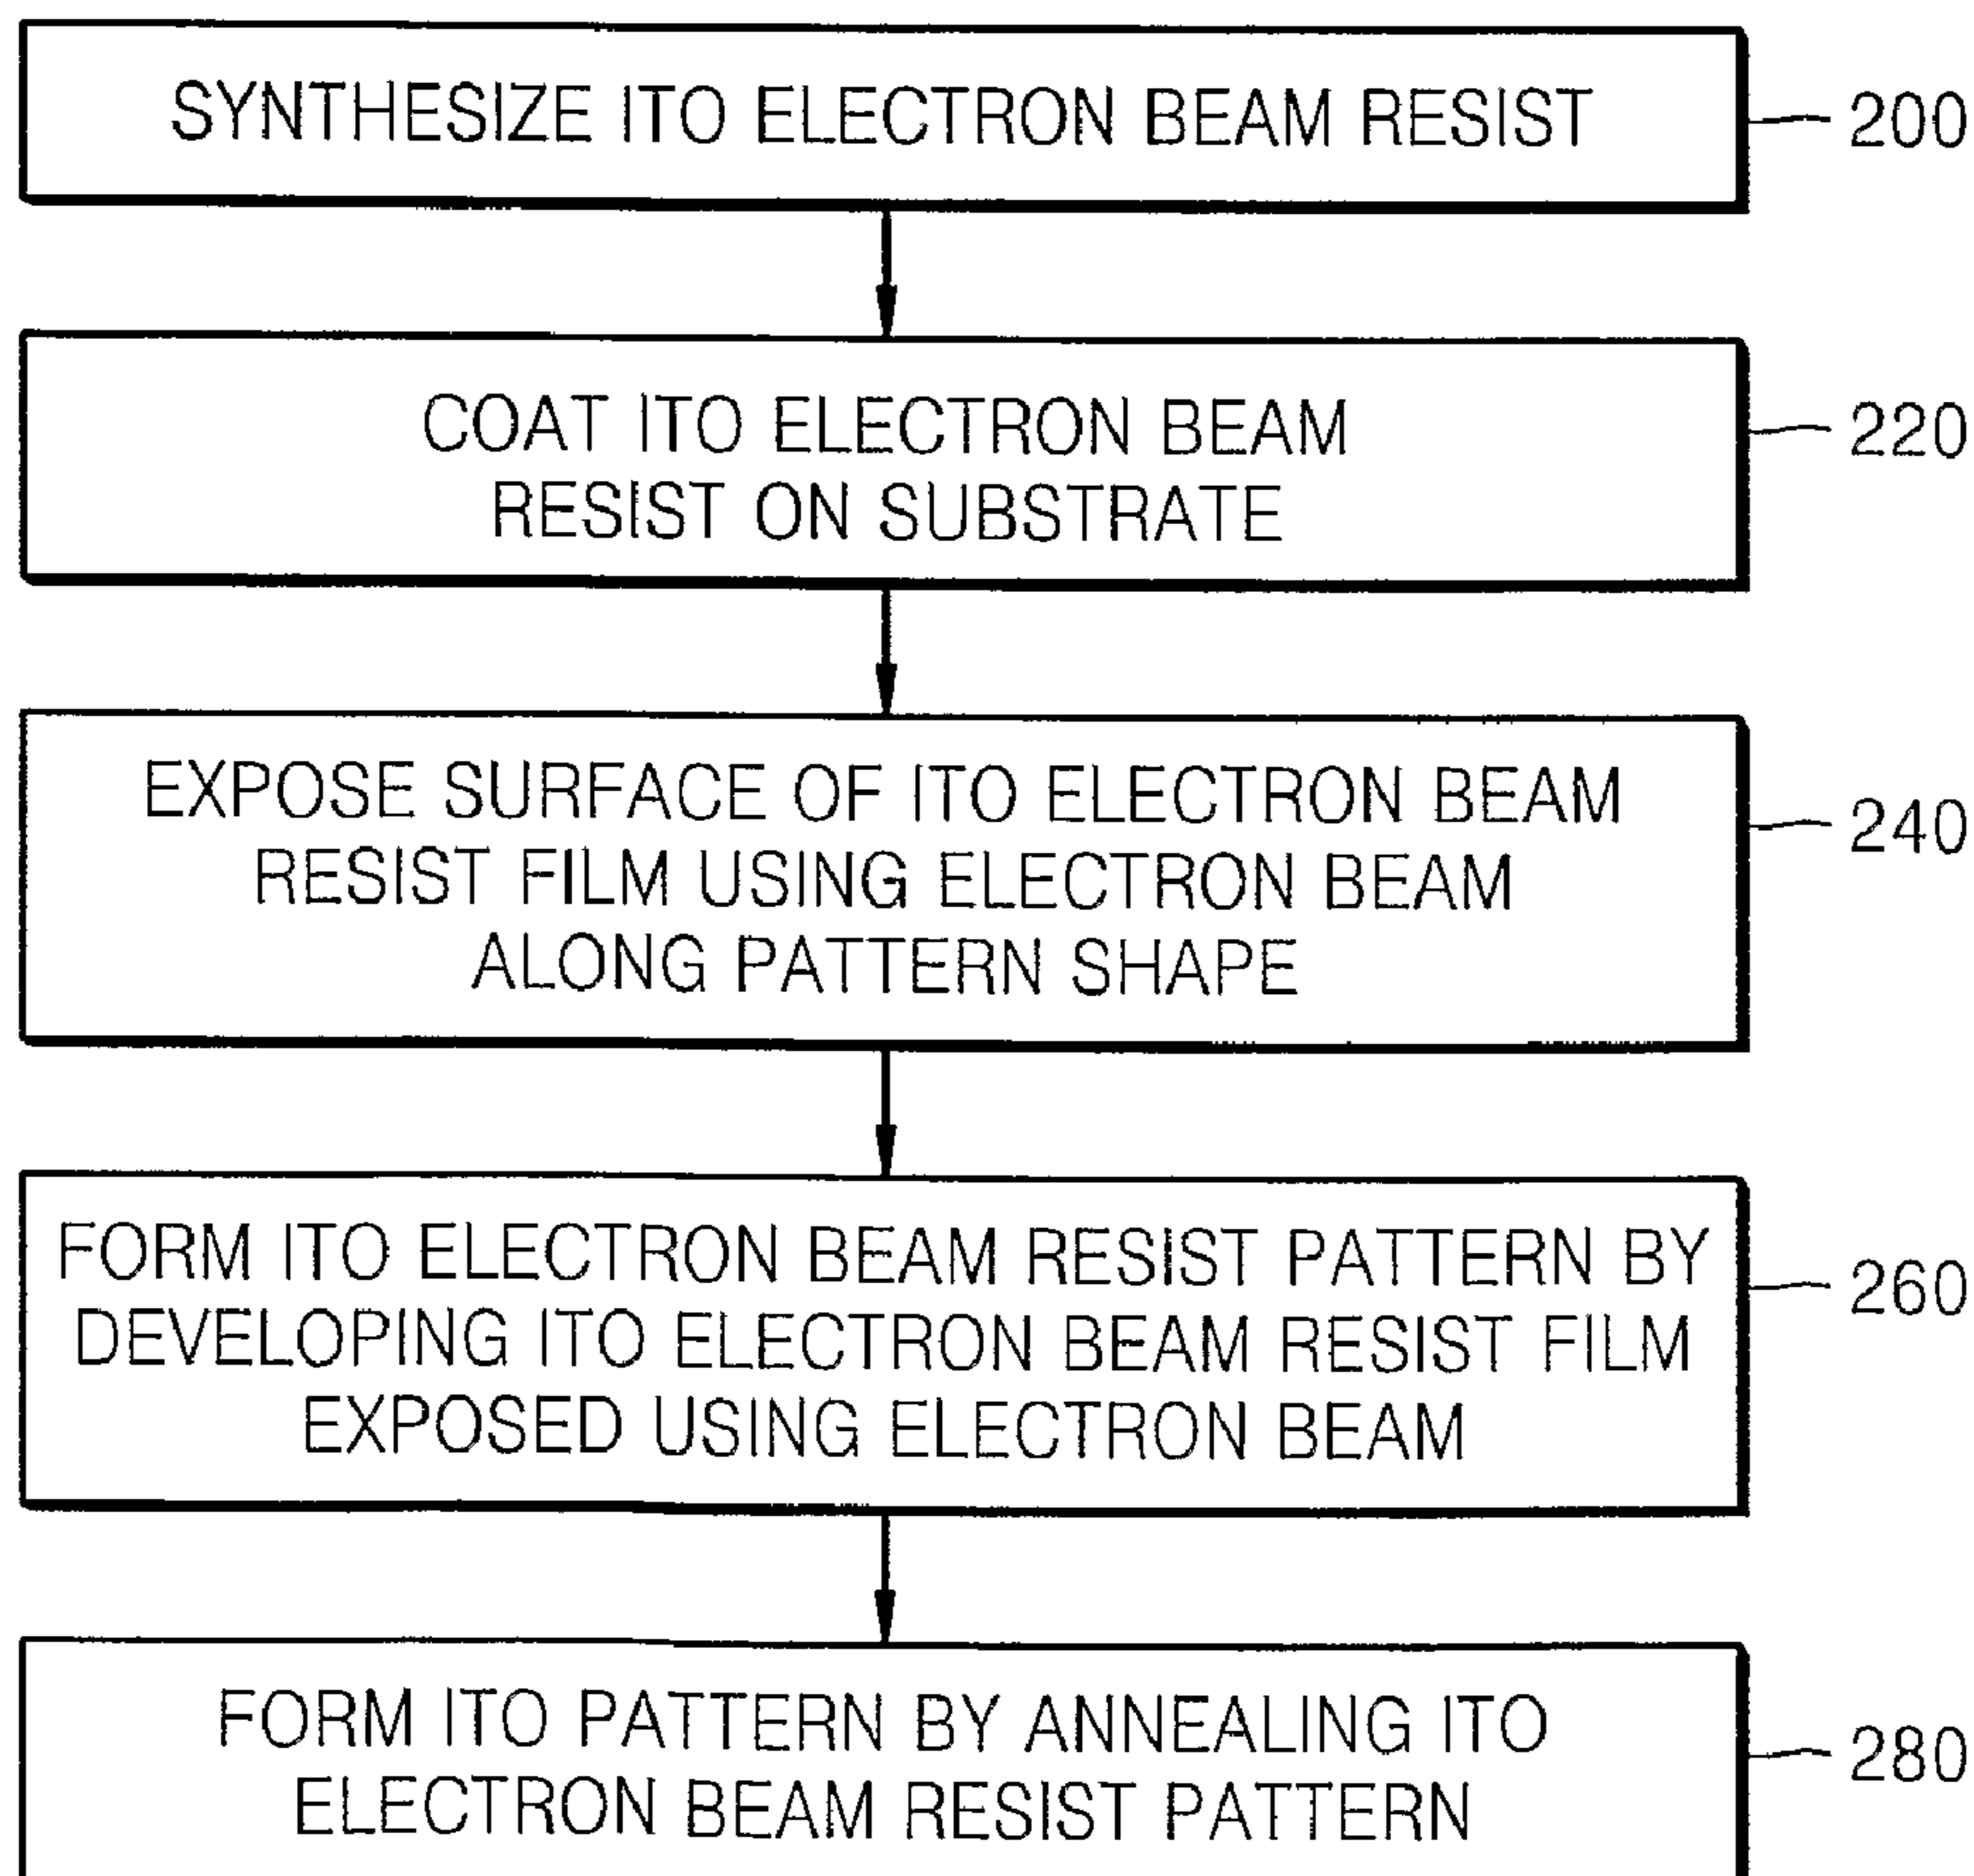 SYNTHESIZE ITO ELECTRON BEAM RESIST
200
COAT ITO ELECTRON BEAM
RESIST ON SUBSTRATE
220
EXPOSE SURFACE OF ITO ELECTRON BEAM
RESIST FILM USING ELECTRON BEAM
ALONG PATTERN SHAPE
240
FORM ITO ELECTRON BEAM RESIST PATTERN BY
DEVELOPING ITO ELECTRON BEAM RESIST FILM
EXPOSED USING ELECTRON BEAM
260
FORM ITO PATTERN BY ANNEALING ITO
ELECTRON BEAM RESIST PATTERN
280